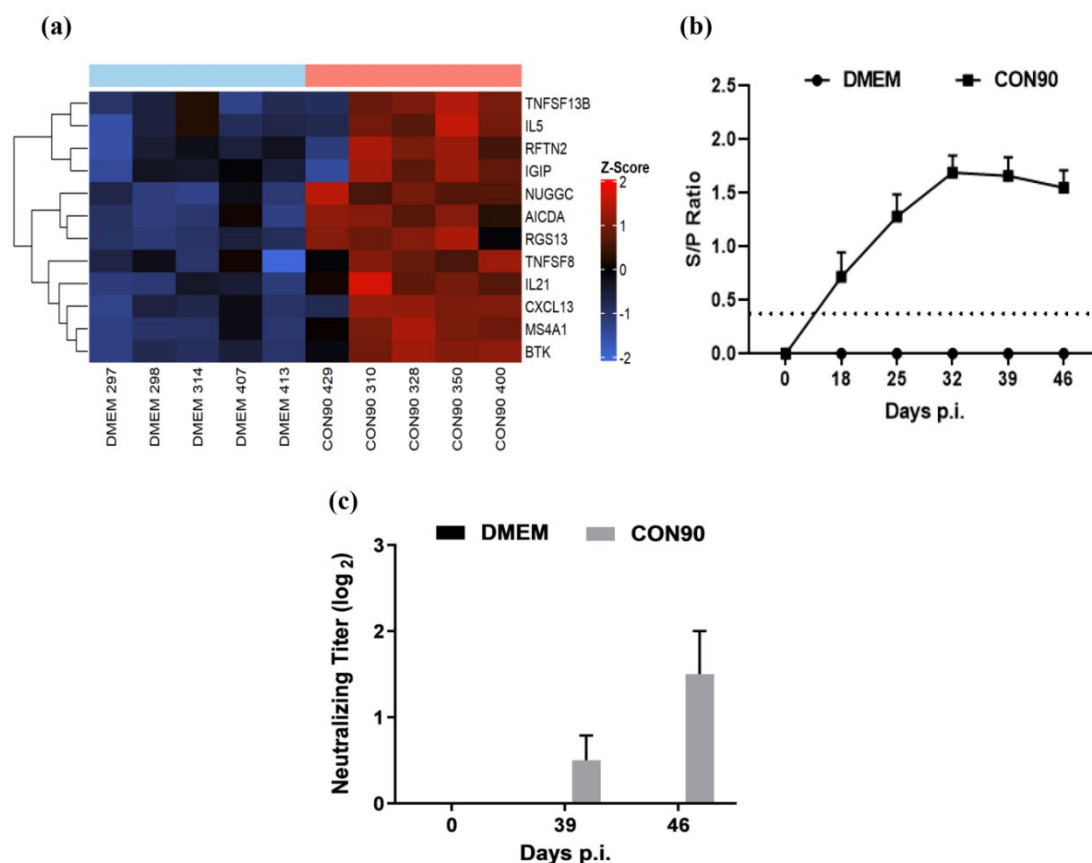 (a)
TNFSF13B
IL5
RFTN2
IGIP
NUGGC
AICDA
RGS13
TNFSF8
IL21
CXCL13
MS4A1
BTK
Z-Score
2
1
0
-1
-2
DMEM 297
DMEM 298
DMEM 314
DMEM 407
DMEM 413
CON90 429
CON90 310
CON90 328
CON90 350
CON90 400
(b)
DMEM CON90
S/P Ratio
2.5
2.0
1.5
1.0
0.5
0.0
0 18 25 32 39 46
Days p.i.
(c)
DMEM CON90
Neutralizing Titer (log 2)
3
2
1
0
0 39 46
Days p.i.